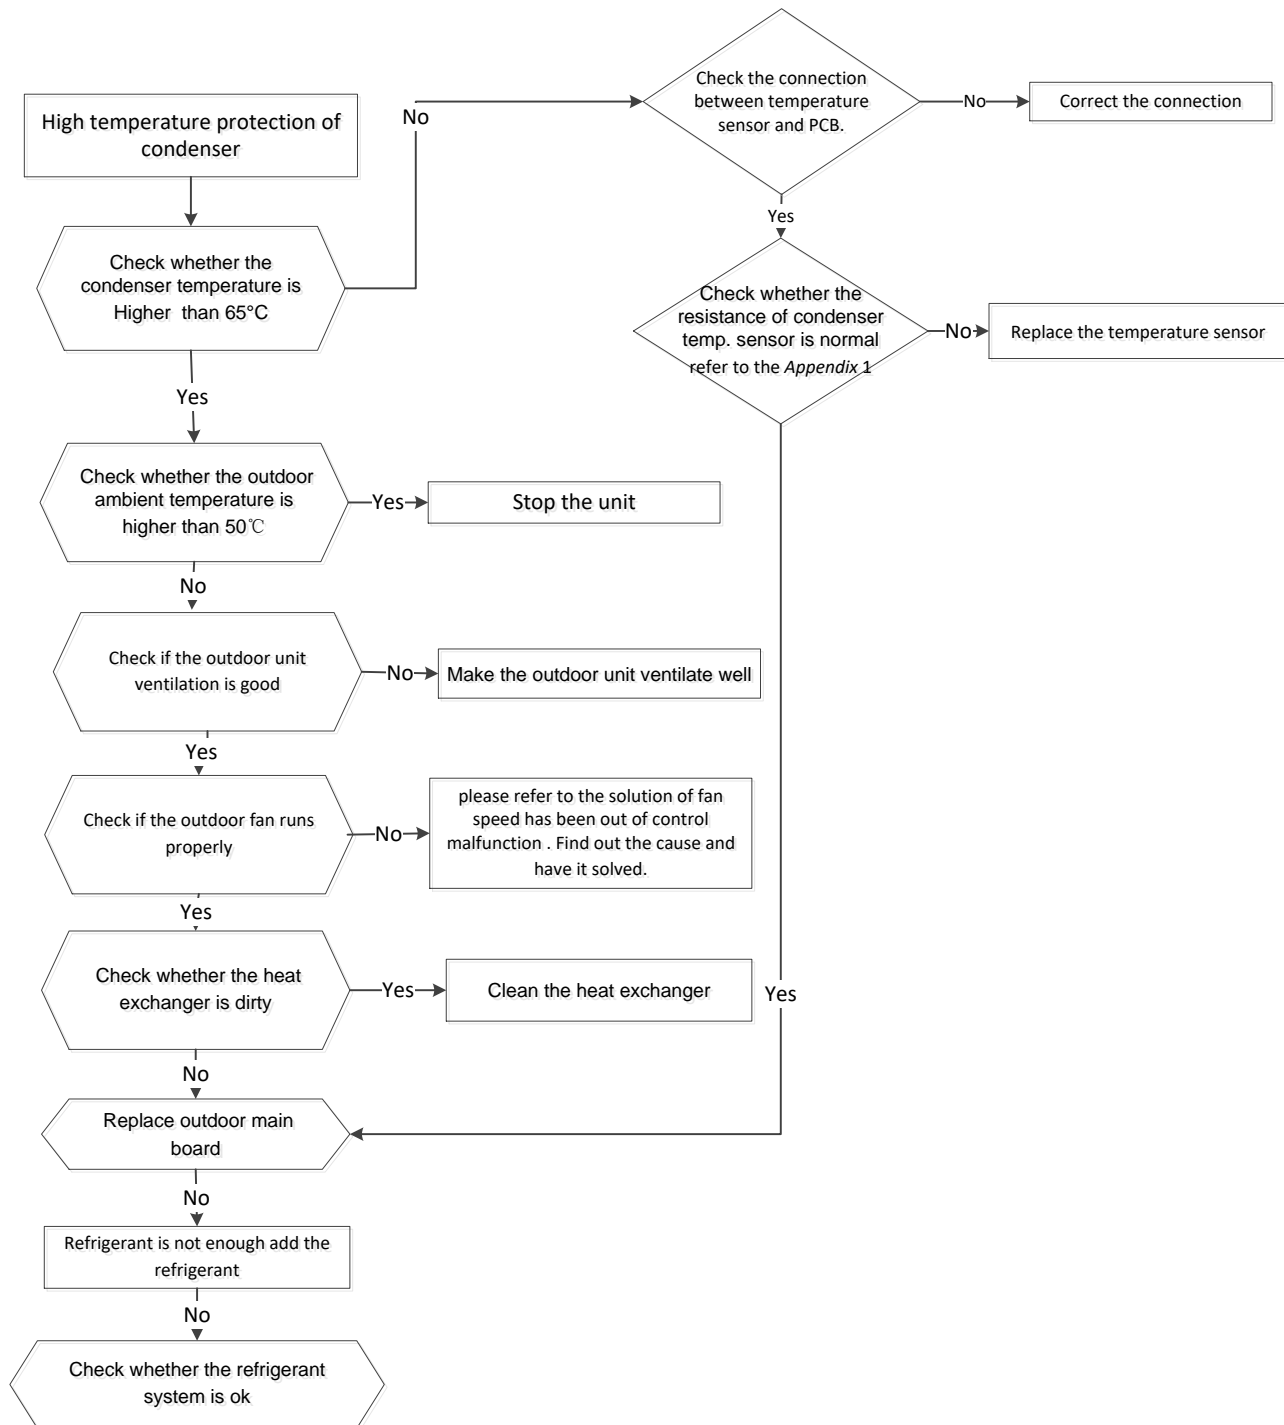 High temperature protection of
condenser
No
Check the connection
between temperature
sensor and PCB.
No
Correct the connection
Yes
Check whether the
condenser temperature is
Higher than 65°C
Check whether the
resistance of condenser
temp. sensor is normal
refer to the Appendix 1
No
Replace the temperature sensor
Yes
Check whether the outdoor
ambient temperature is
higher than 50℃
Yes
Stop the unit
No
Check if the outdoor unit
ventilation is good
No
Make the outdoor unit ventilate well
Yes
Check if the outdoor fan runs
properly
No
please refer to the solution of fan
speed has been out of control
malfunction . Find out the cause and
have it solved.
Yes
Check whether the heat
exchanger is dirty
Yes
Clean the heat exchanger
Yes
No
Replace outdoor main
board
No
Refrigerant is not enough add the
refrigerant
No
Check whether the refrigerant
system is ok